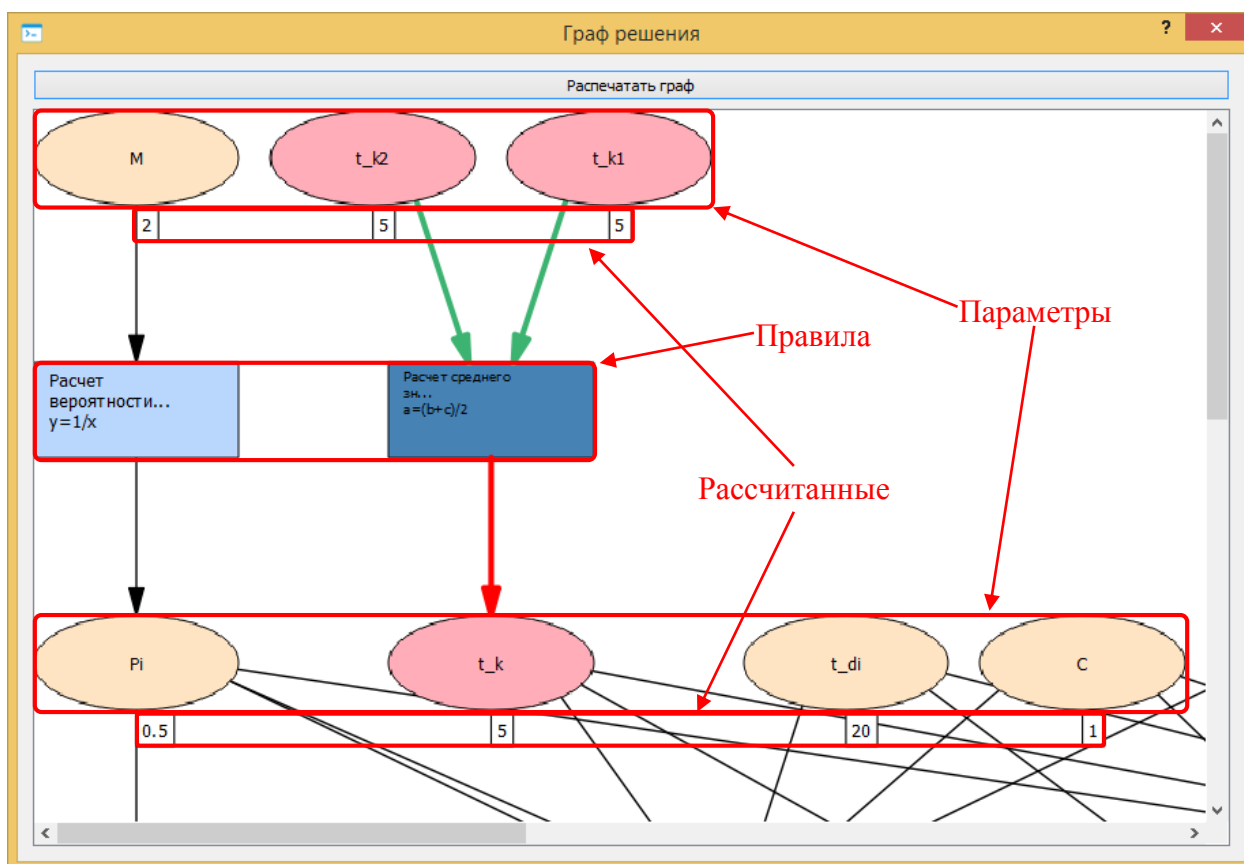 Граф решения
?
Распечатать граф
M
t_k2
t_k1
2
5
5
Параметры
Правила
Расчет
вероятности...
y=1/x
Расчет среднего
зн...
a=(b+c)/2
Рассчитанные
Pi
t_k
t_di
C
0.5
5
20
1